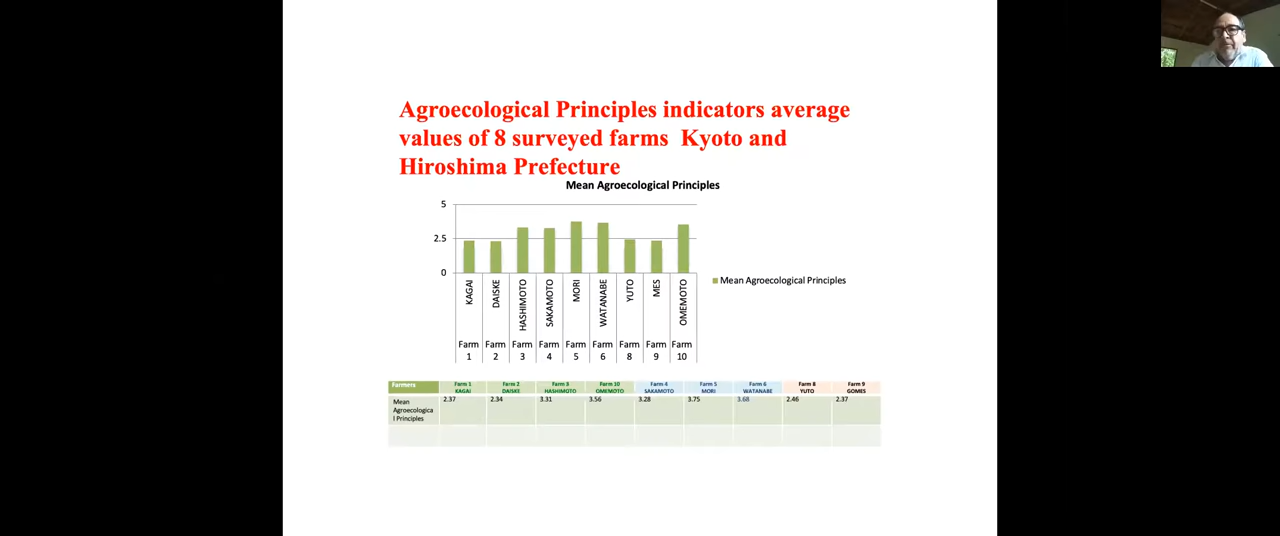 Agroecological Principles indicators average
values of 8 surveyed farms Kyoto and
Hiroshima Prefecture
Mean Agroecological Principles
5
2.5
0
KAGAI
DAISKE
HASHIMOTO
SAKAMOTO
MORI
WATANABE
YUTO
MES
OMEMOTO
Farm Farm Farm Farm Farm Farm Farm Farm Farm
1 2 3 4 5 6 8 9 10
Mean Agroecological Principles
Farmers Farm 1 Farm 2 Farm 3 Farm 10 Farm 4 Farm 5 Farm 6 Farm 8 Farm 9
KAGAI DAISKE HASHIMOTO OMEMOTO SAKAMOTO MORI WATANABE YUTO GOMES
Mean 2.37 2.34 3.31 3.56 3.28 3.75 3.68 2.46 2.37
Agroecologica
l Principles